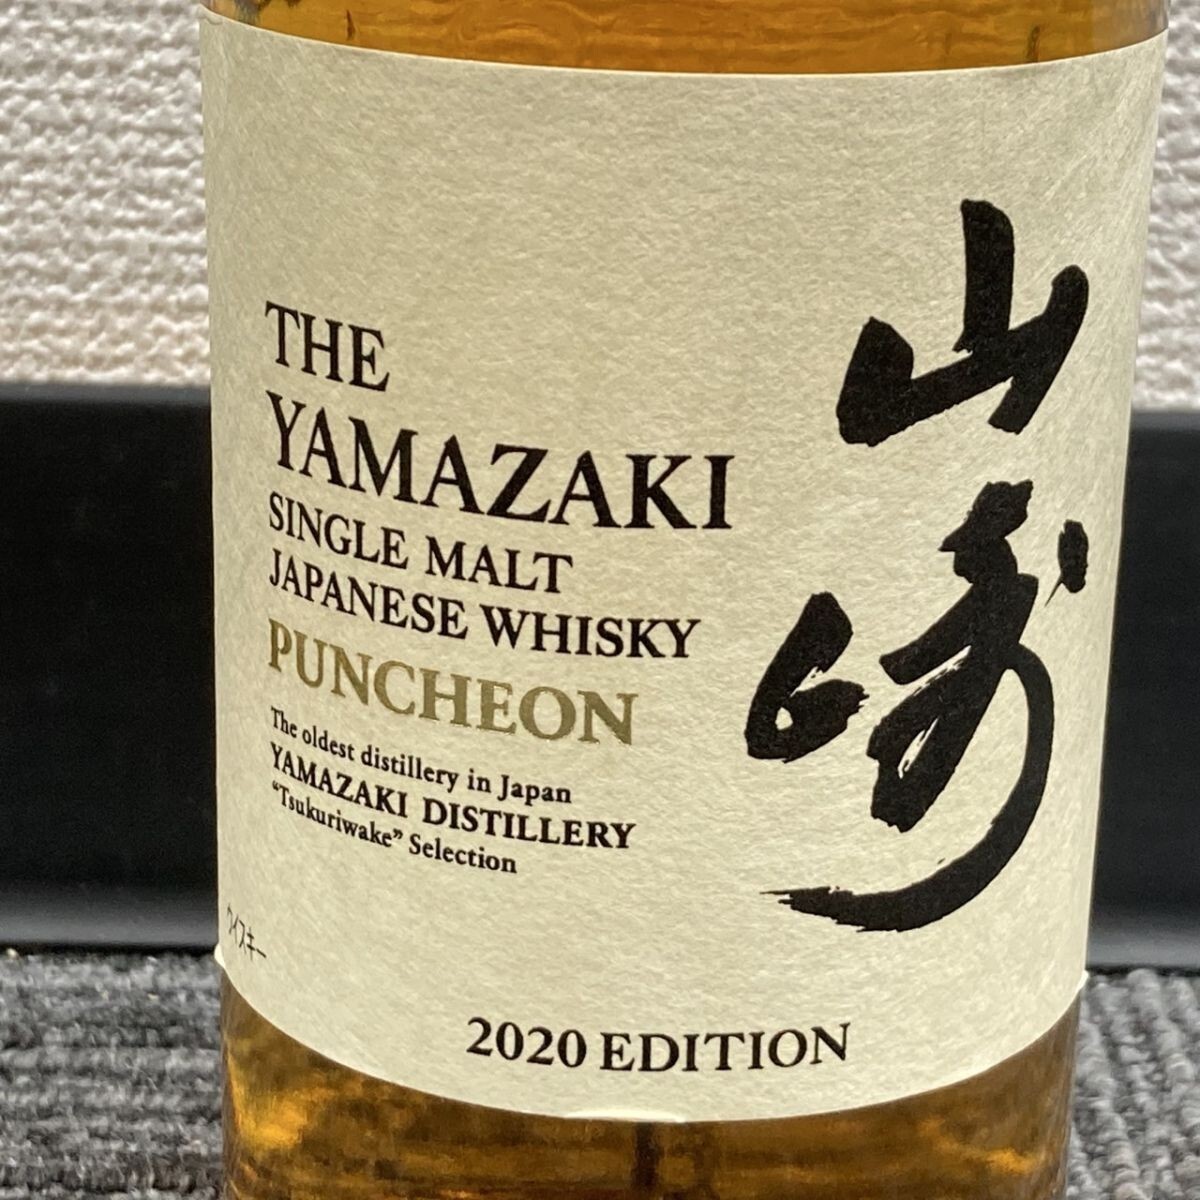 山崎
THE
YAMAZAKI
SINGLE MALT
JAPANESE WHISKY
PUNCHEON
The oldest distillery in Japan
YAMAZAKI DISTILLERY
“Tsukuriwake” Selection
ウイスキー
2020 EDITION